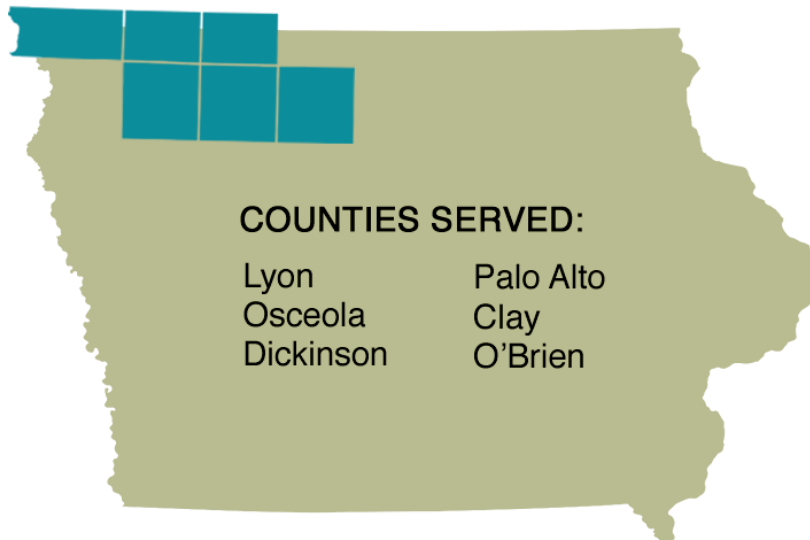 COUNTIES SERVED:
Lyon
Osceola
Dickinson
Palo Alto
Clay
O'Brien